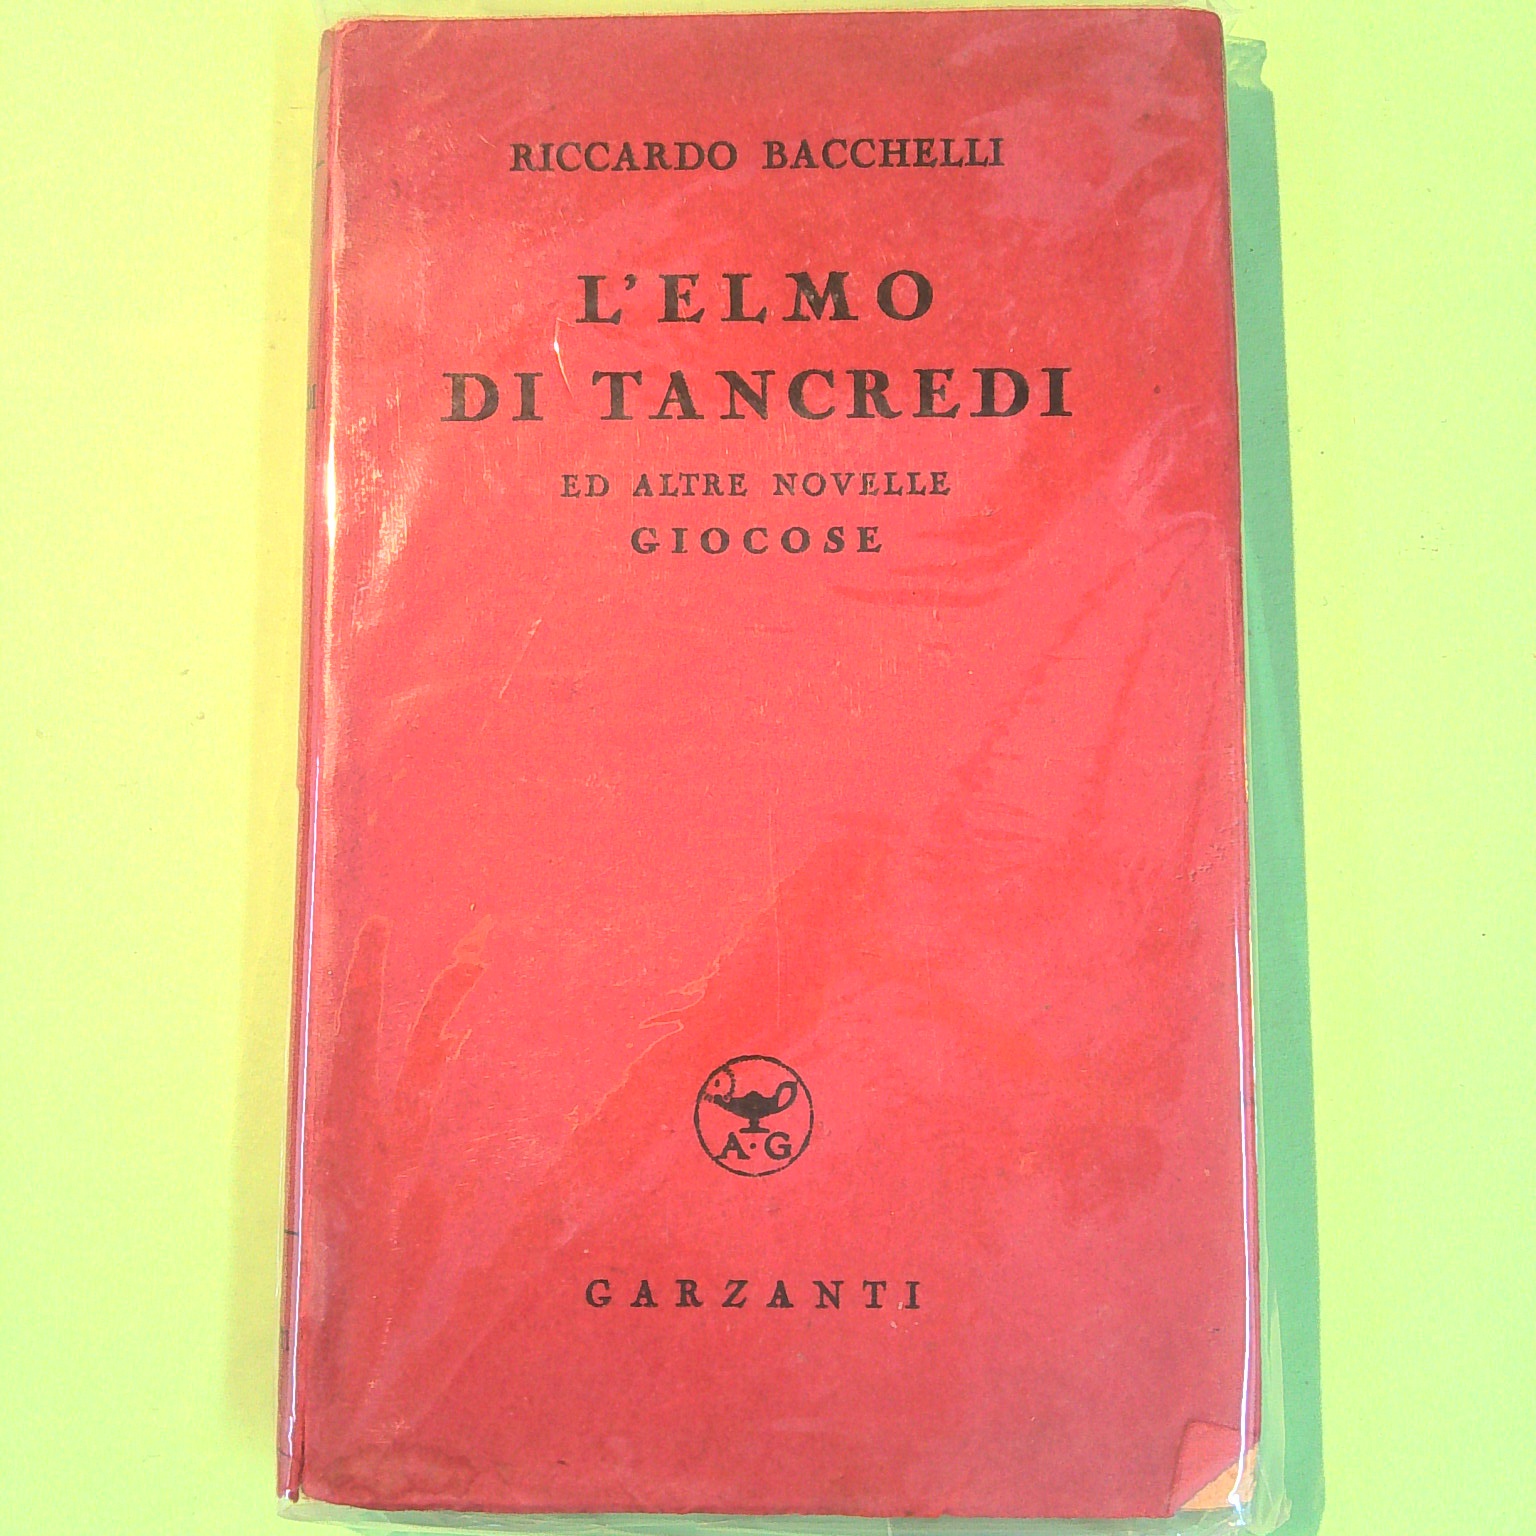 RICCARDO BACCHELLI
L'ELMO
DI TANCREDI
ED ALTRE NOVELLE
GIOCOSE
A·G
GARZANTI